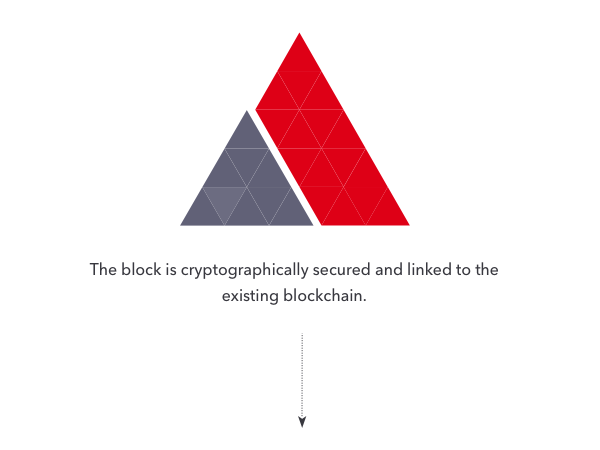 The block is cryptographically secured and linked to the
existing blockchain.